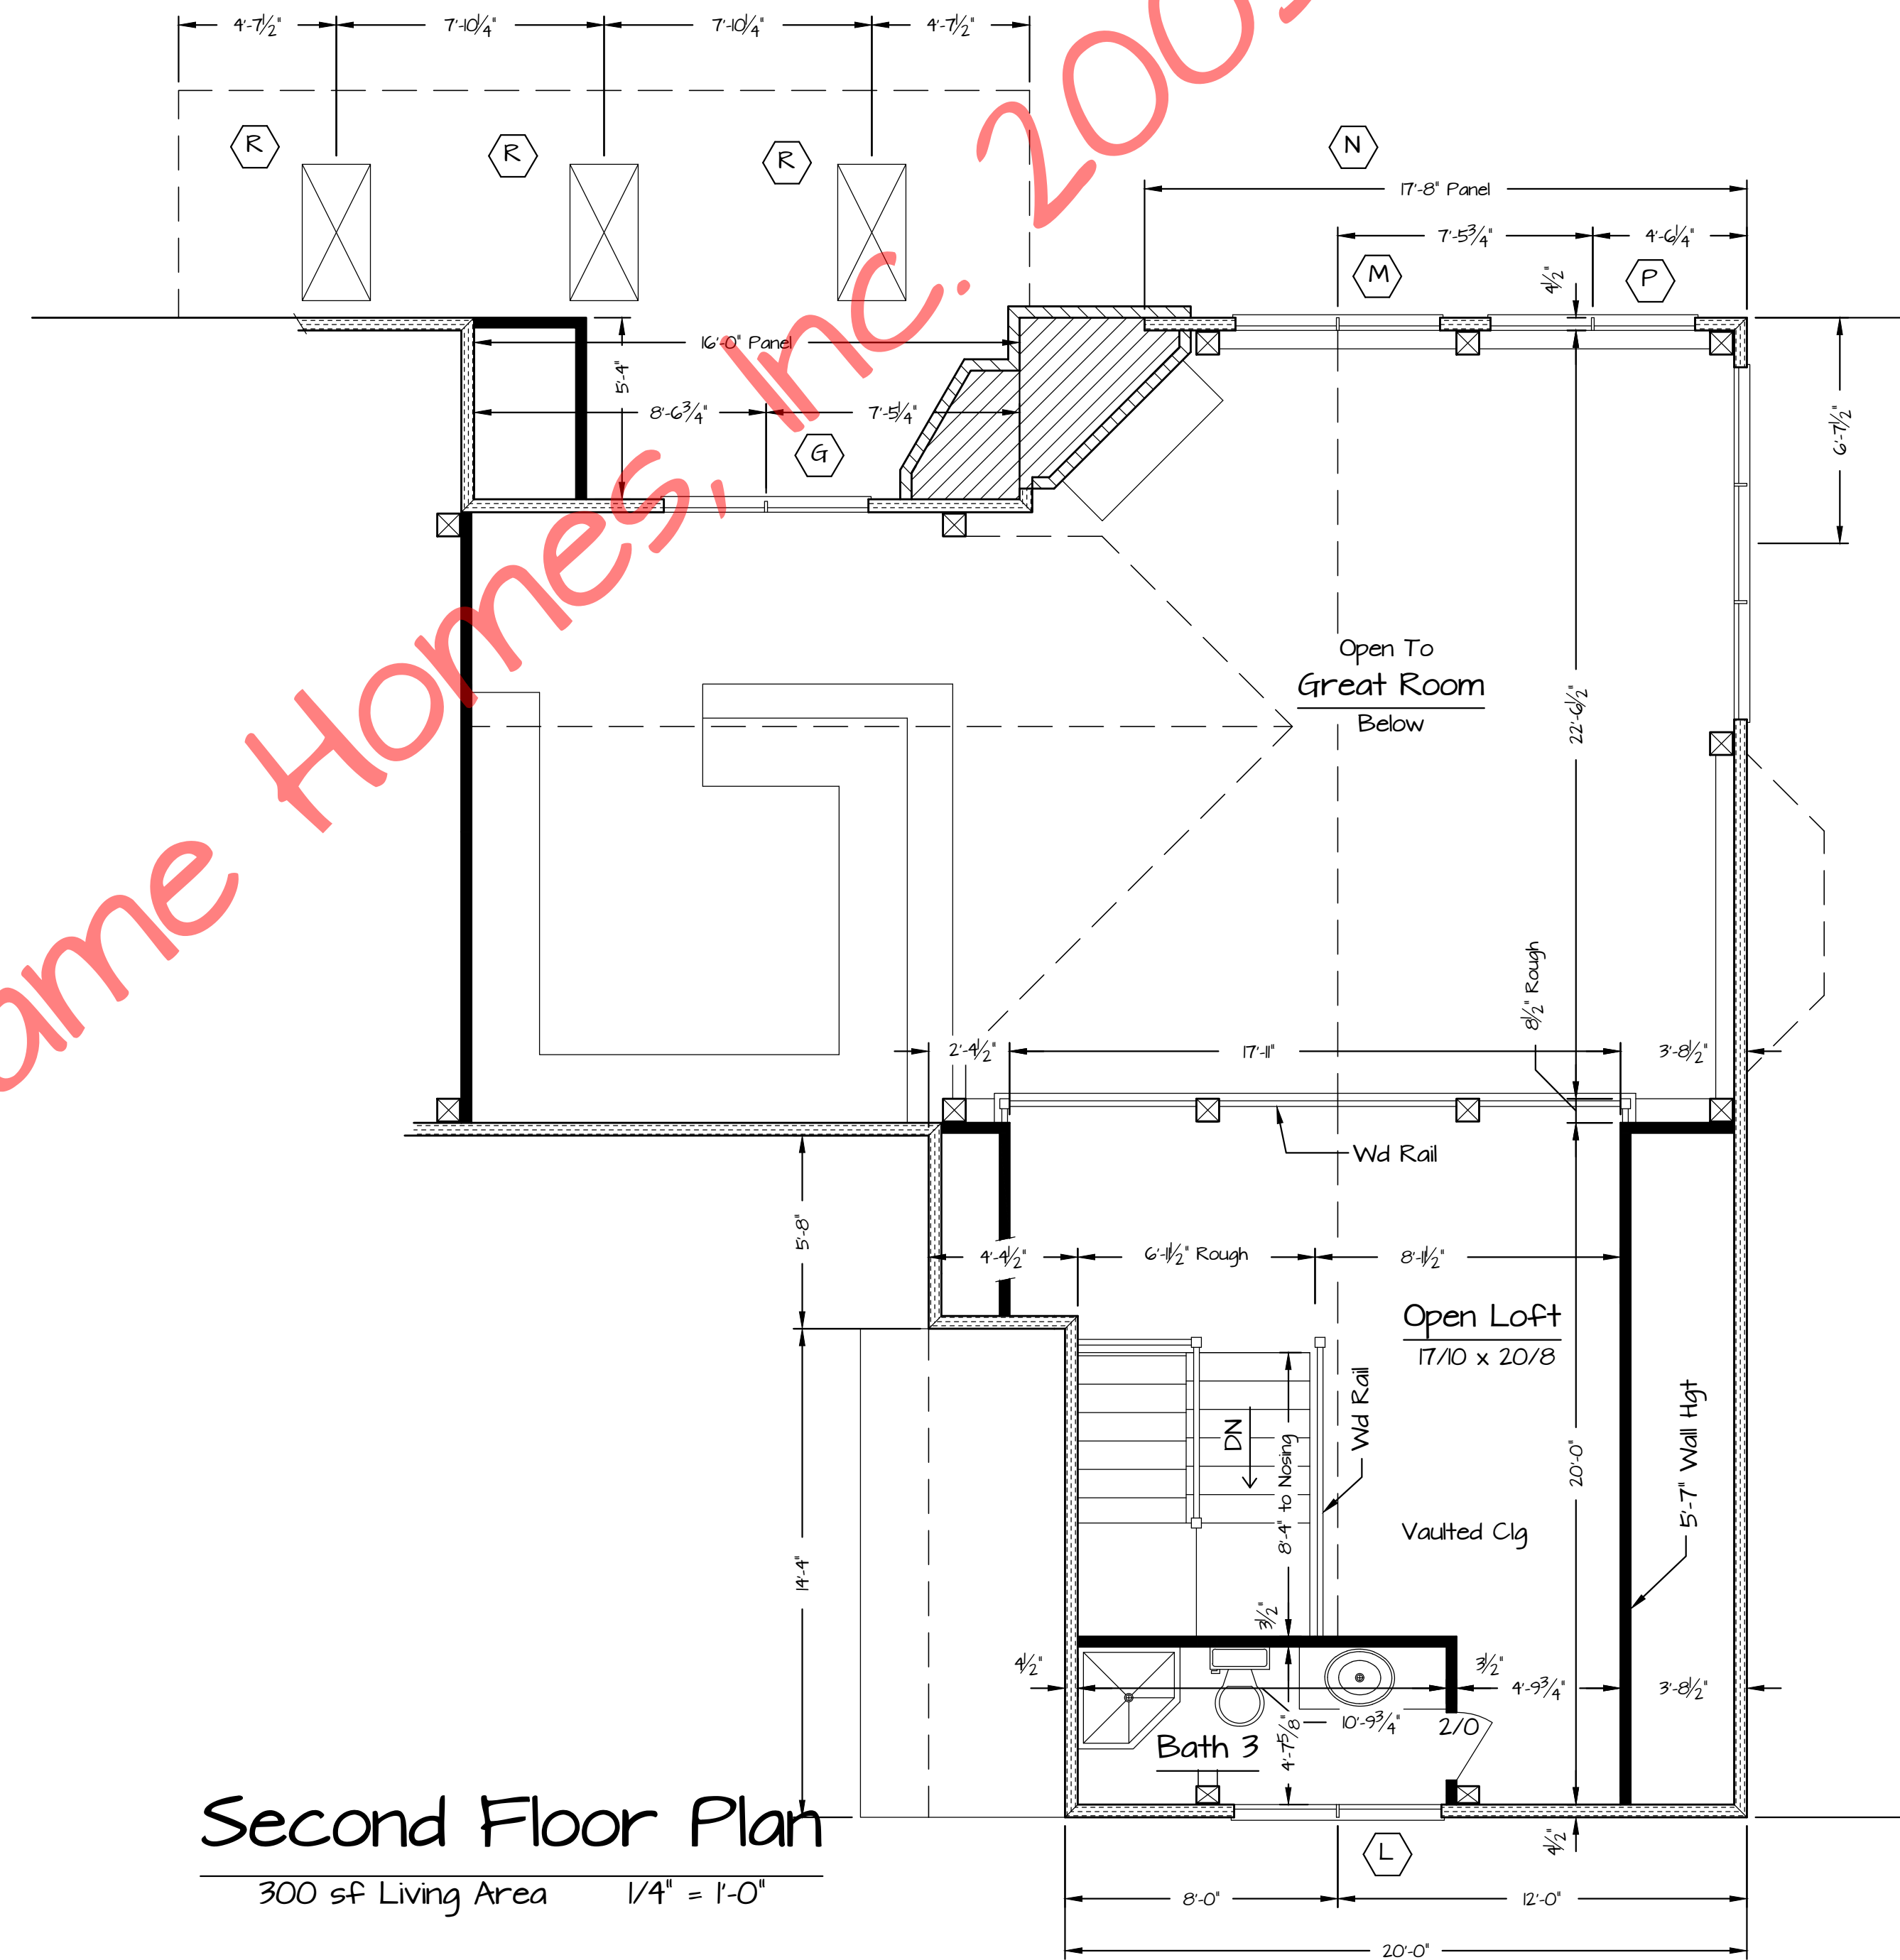 4'-7½"
7'-10¼"
7'-10¼"
4'-7½"
R
R
R
N
17'-8" Panel
7'-5¾"
4'-6¼"
M
P
4½"
16'-0" Panel
5'-4"
8'-6¾"
7'-5¼"
G
6'-7½"
ame Homes, Inc. 200
Open To
Great Room
Below
22'-6½"
8½" Rough
2'-4½"
17'-11"
3'-8½"
Wd Rail
5'-8"
4'-4½"
6'-11½" Rough
8'-11½"
Open Loft
17/10 x 20/8
Wd Rail
DN
8'-4" to Nosing
20'-0"
5'-7" Wall Hgt
Vaulted Clg
14'-4"
3½"
4½"
3½"
4'-9¾"
3'-8½"
10'-9¾"
2/0
4'-7⅝"
Bath 3
Second Floor Plan
300 sf Living Area 1/4" = 1'-0"
L
4½"
8'-0"
12'-0"
20'-0"